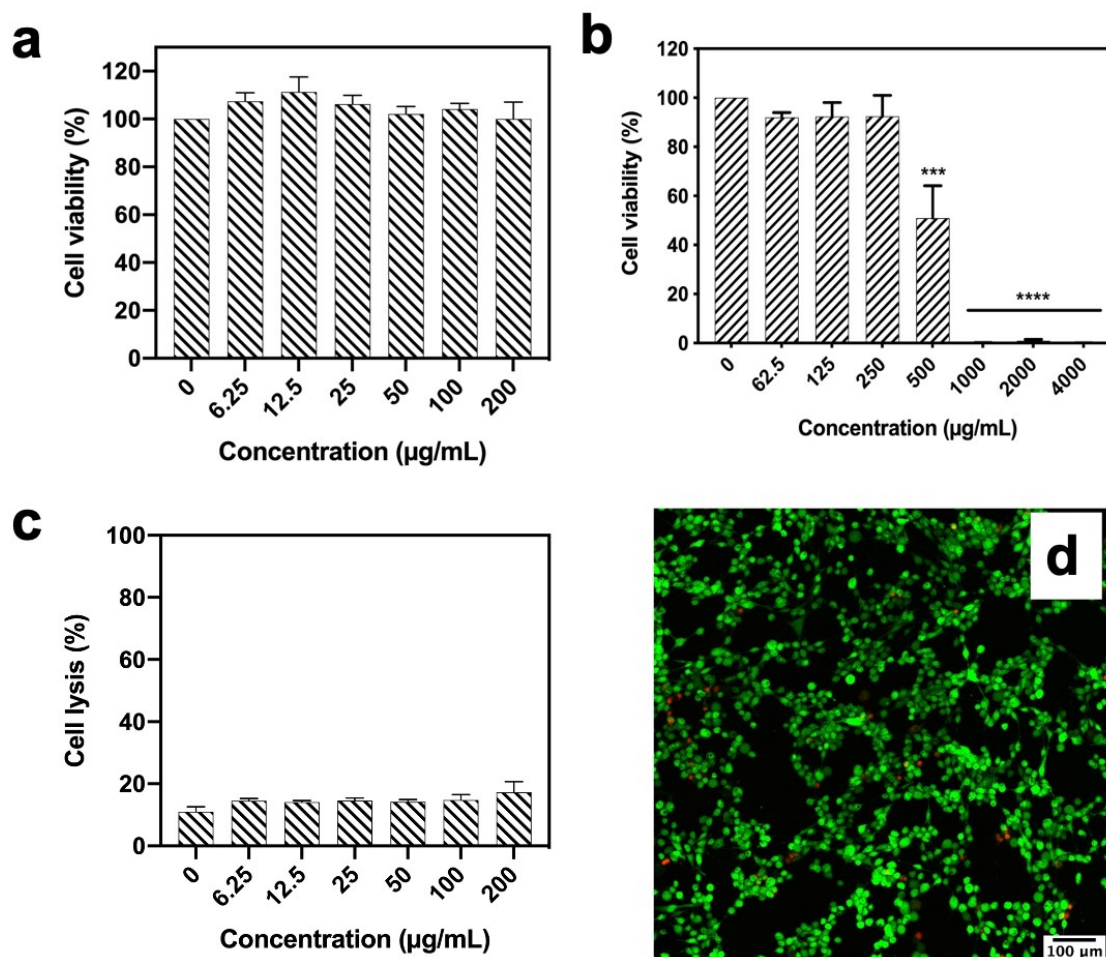 a
Cell viability (%)
120
100
80
60
40
20
0
0 6.25 12.5 25 50 100 200
Concentration (µg/mL)
b
Cell viability (%)
120
100
80
60
40
20
0
***
****
0 62.5 125 250 500 1000 2000 4000
Concentration (µg/mL)
c
Cell lysis (%)
100
80
60
40
20
0
0 6.25 12.5 25 50 100 200
Concentration (µg/mL)
d
100 µm